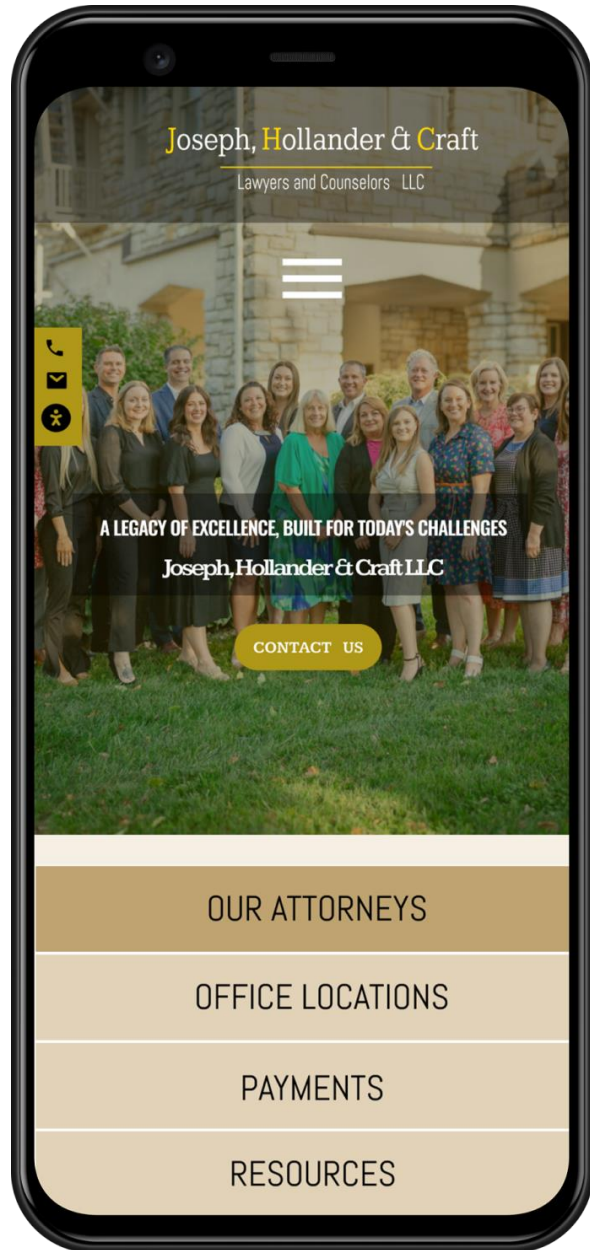 Joseph, Hollander & Craft
Lawyers and Counselors LLC
A LEGACY OF EXCELLENCE, BUILT FOR TODAY'S CHALLENGES
Joseph, Hollander & Craft LLC
CONTACT US
OUR ATTORNEYS
OFFICE LOCATIONS
PAYMENTS
RESOURCES